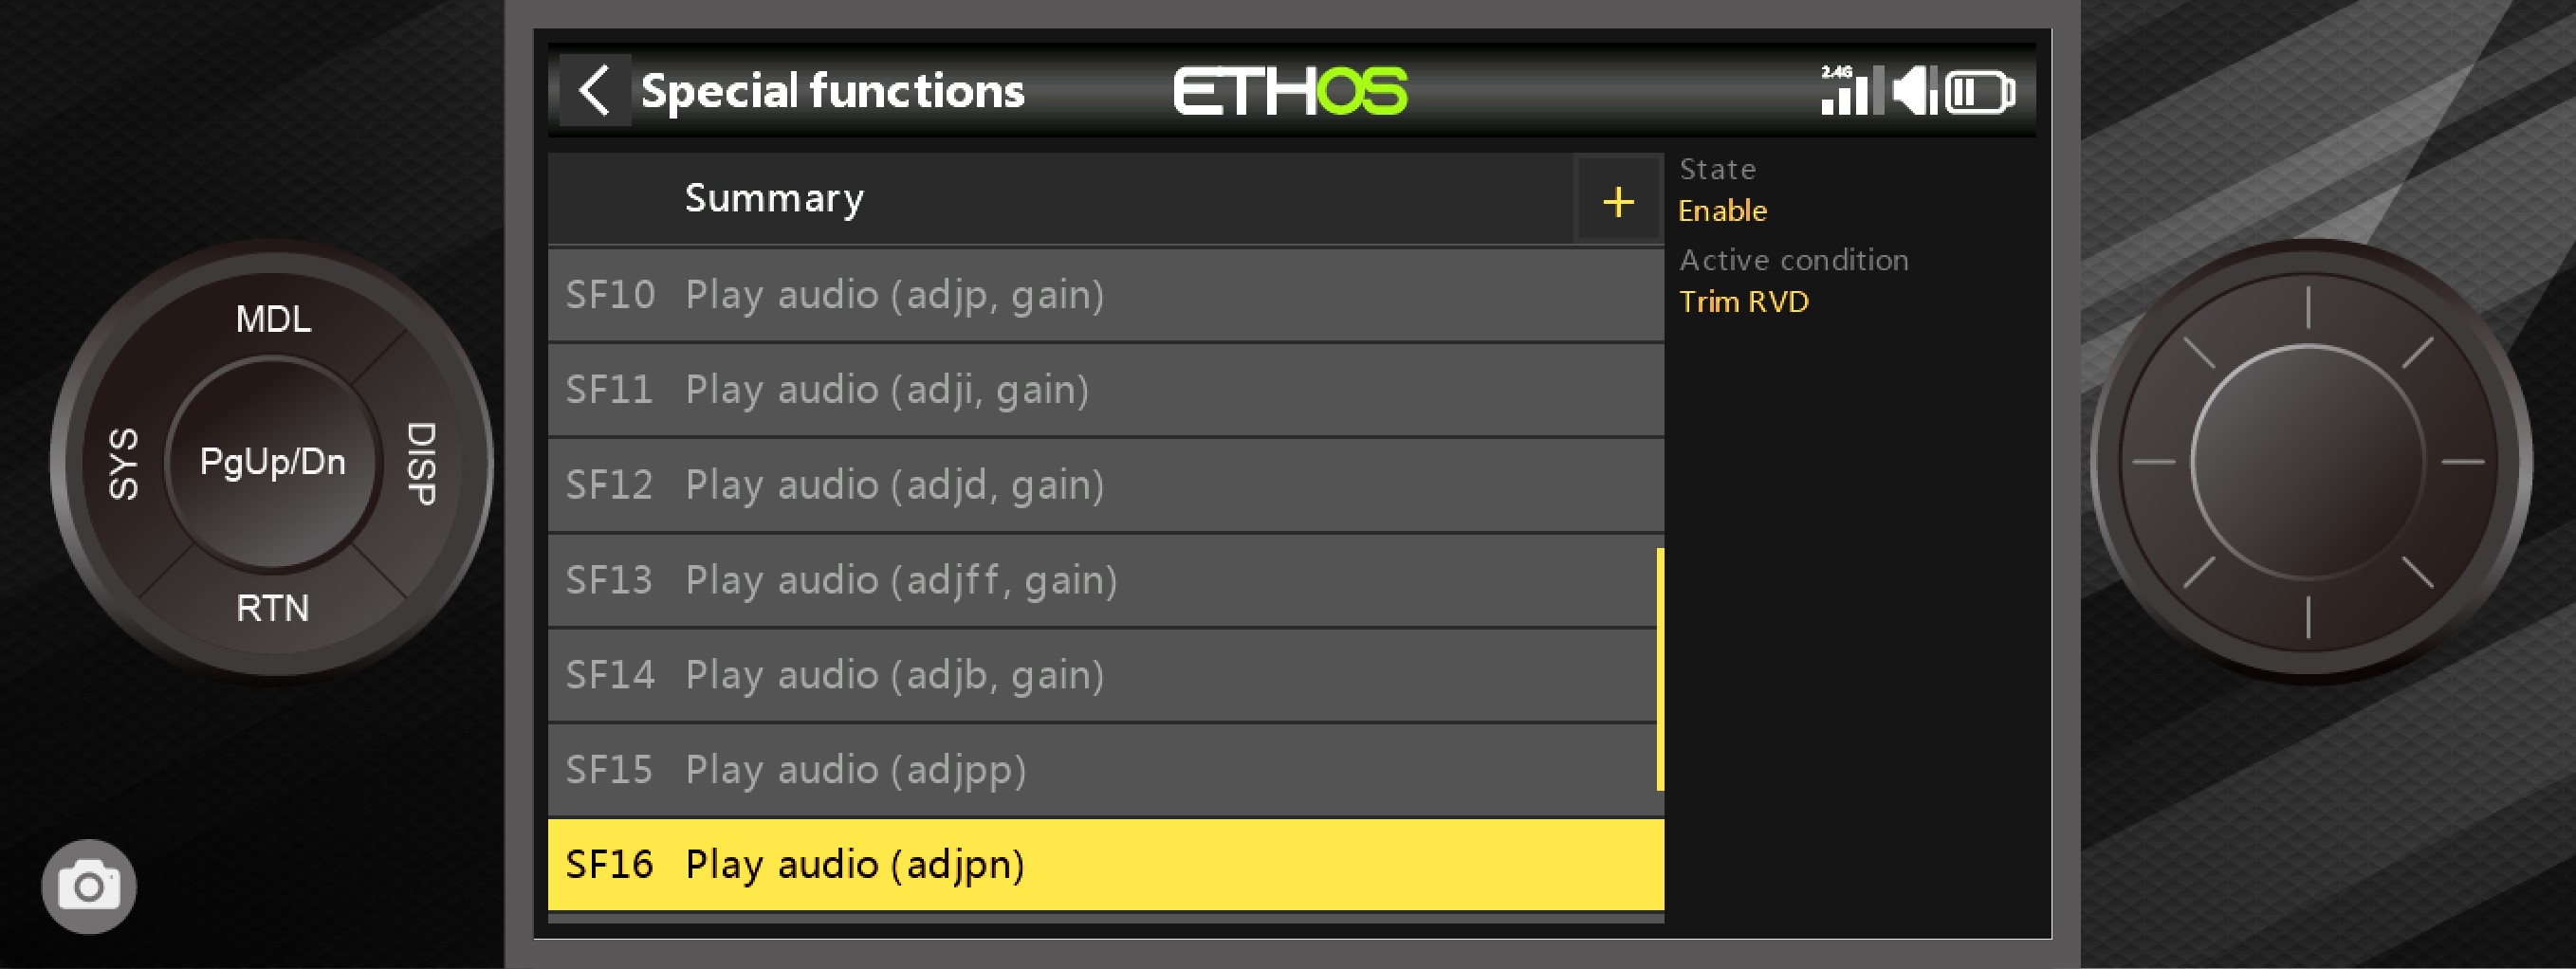 Special functions
ETHOS
2.4G
Summary
+
State
Enable
Active condition
Trim RVD
SF10 Play audio (adjp, gain)
SF11 Play audio (adji, gain)
SF12 Play audio (adjd, gain)
SF13 Play audio (adjff, gain)
SF14 Play audio (adjb, gain)
SF15 Play audio (adjpp)
SF16 Play audio (adjpn)
MDL
SYS
PgUp/Dn
DISP
RTN